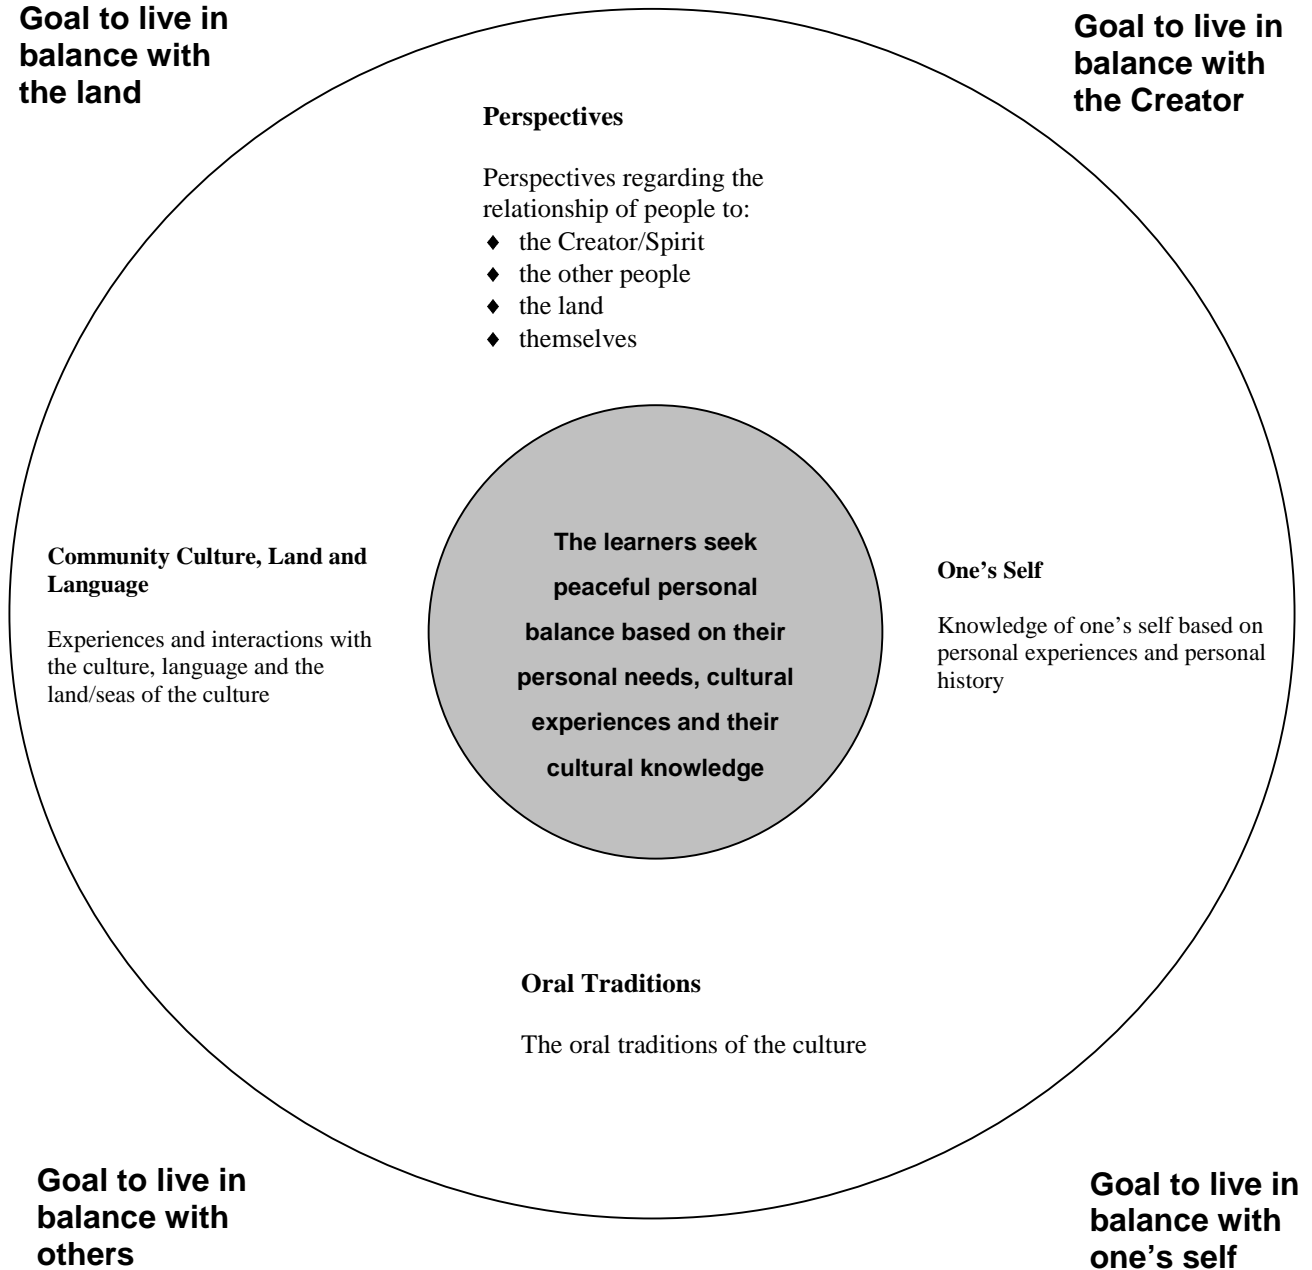 Goal to live in
balance with
the land
Goal to live in
balance with
the Creator
Perspectives
Perspectives regarding the
relationship of people to:
♦ the Creator/Spirit
♦ the other people
♦ the land
♦ themselves
Community Culture, Land and
Language
Experiences and interactions with
the culture, language and the
land/seas of the culture
The learners seek
peaceful personal
balance based on their
personal needs, cultural
experiences and their
cultural knowledge
One’s Self
Knowledge of one’s self based on
personal experiences and personal
history
Oral Traditions
The oral traditions of the culture
Goal to live in
balance with
others
Goal to live in
balance with
one’s self